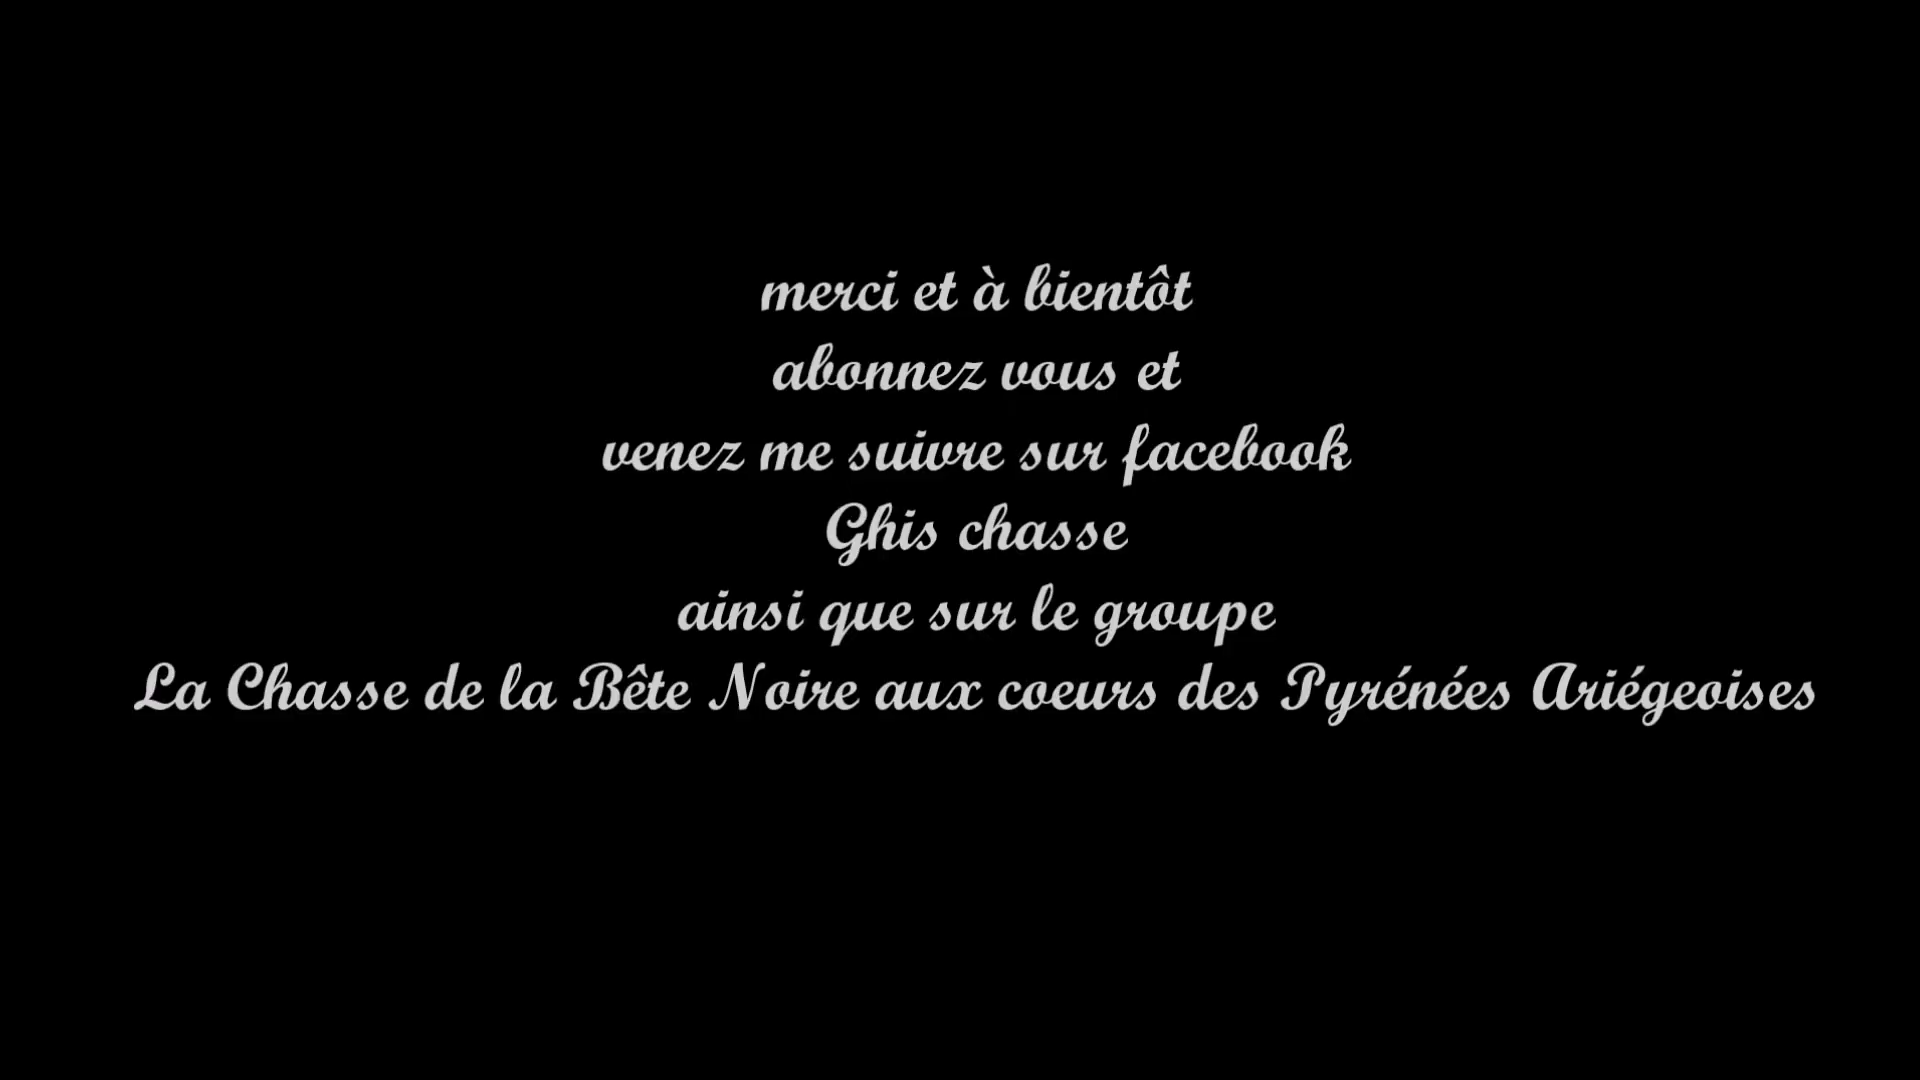 merci et à bientôt
abonnez vous et
venez me suivre sur facebook
Ghis chasse
ainsi que sur le groupe
La Chasse de la Bête Noire aux coeurs des Pyrénées Ariégeoises